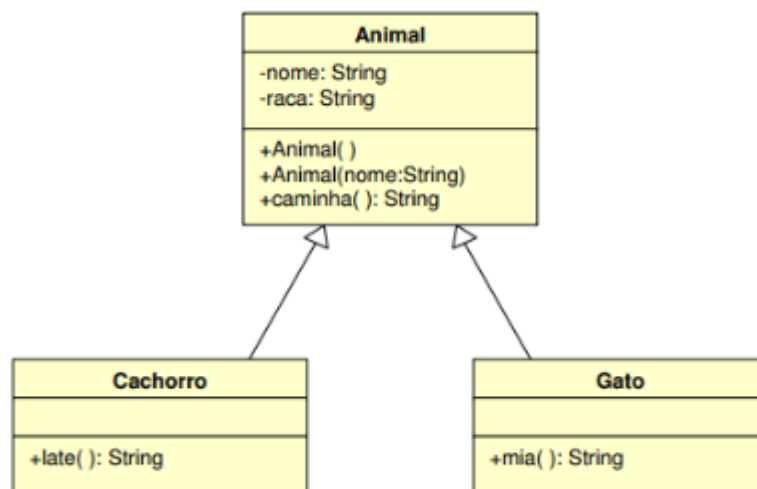 Animal
-nome: String
-raca: String
+Animal( )
+Animal(nome:String)
+caminha( ): String
Cachorro
+late( ): String
Gato
+mia( ): String